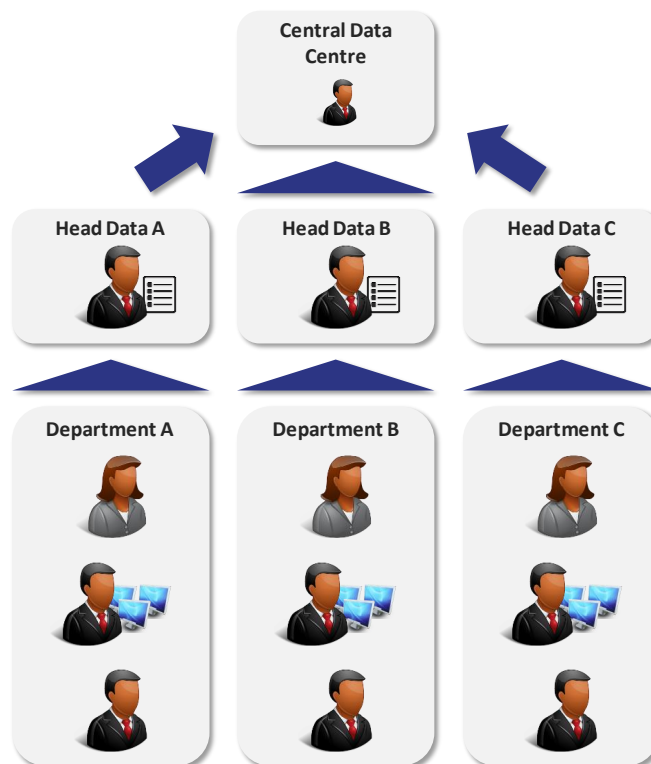 Central Data
Centre
Head Data A
Head Data B
Head Data C
Department A
Department B
Department C